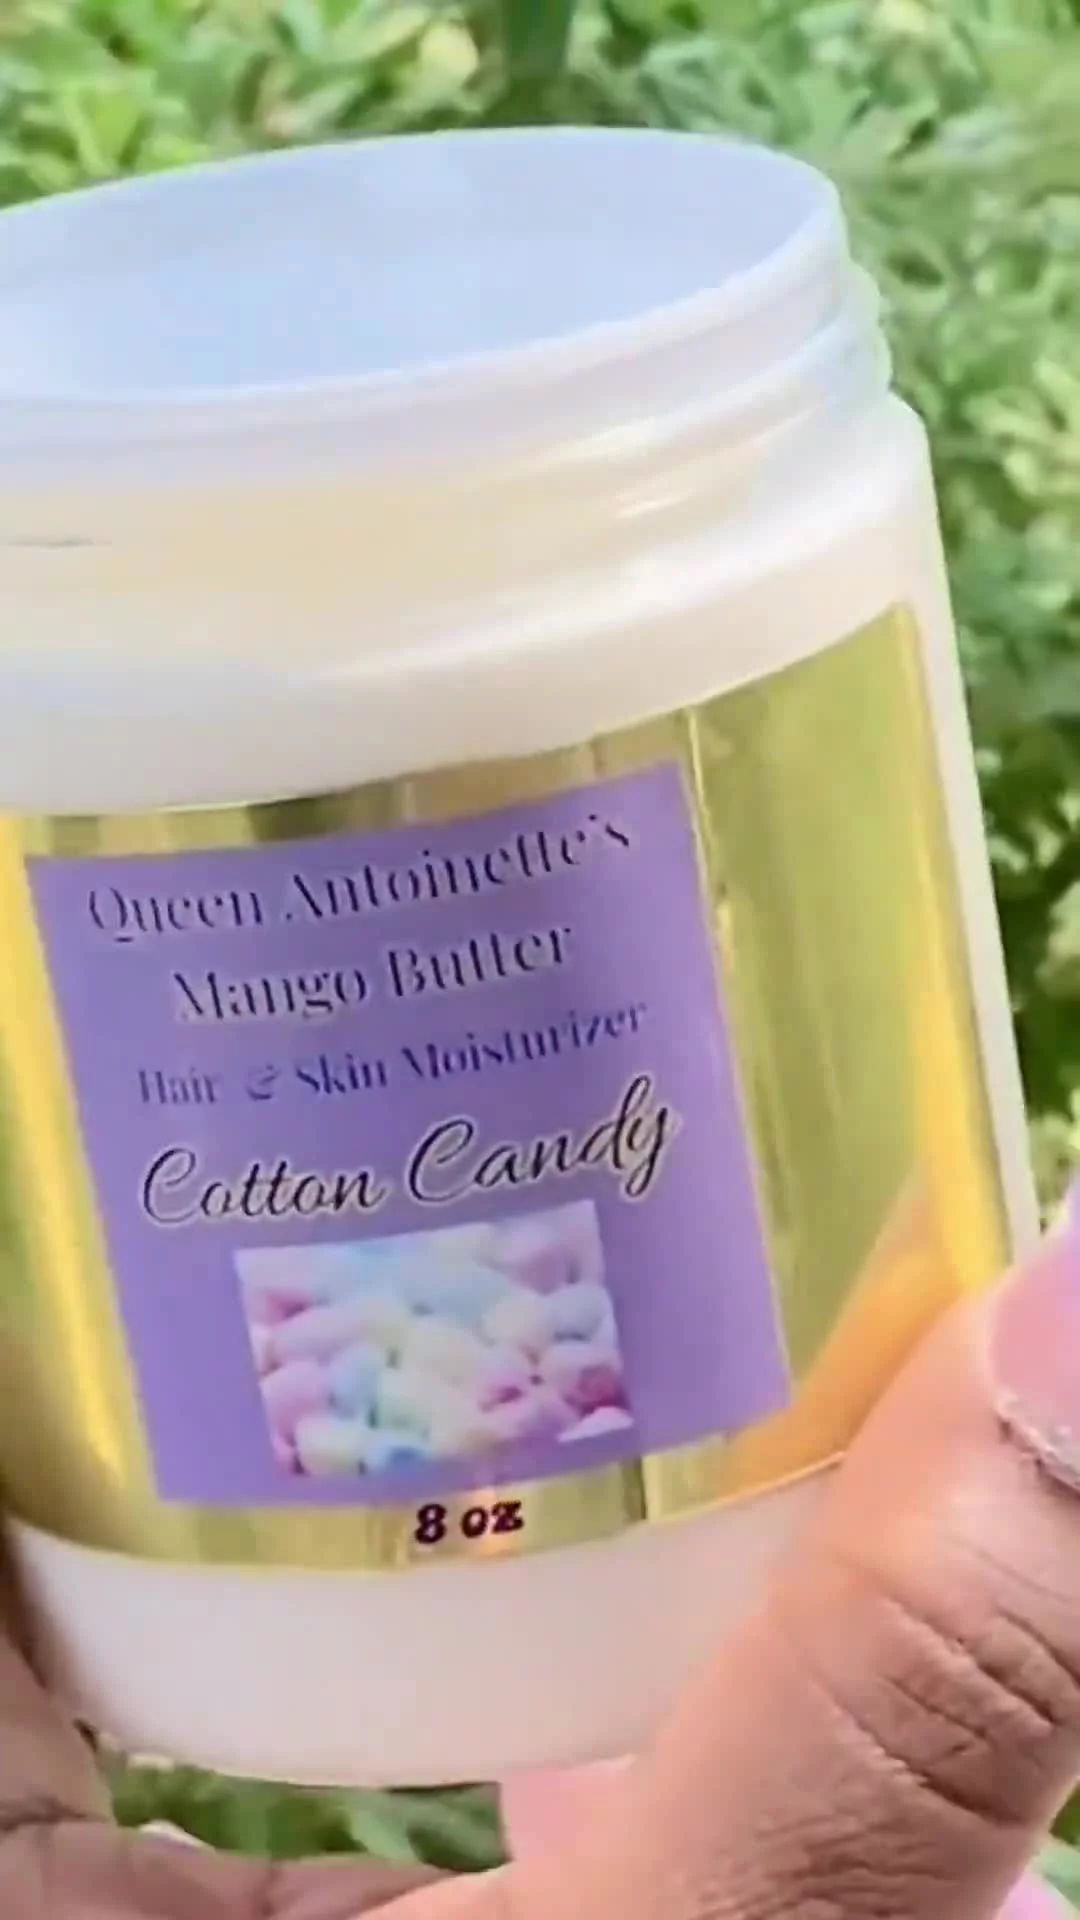 Queen Antoinette's
Mango Butter
Hair & Skin Moisturizer
Cotton Candy
8 oz